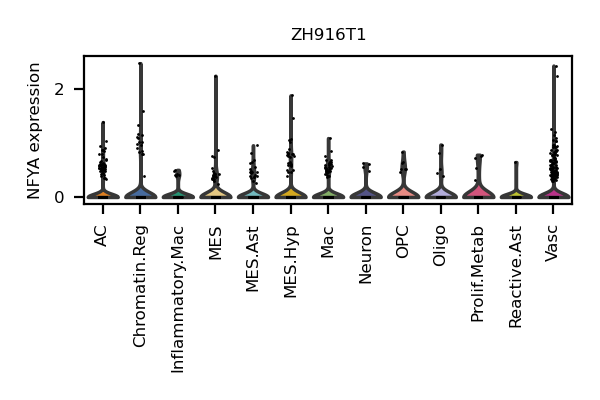 ZH916T1
NFYA expression
2
0
AC
Chromatin.Reg
Inflammatory.Mac
MES
MES.Ast
MES.Hyp
Mac
Neuron
OPC
Oligo
Prolif.Metab
Reactive.Ast
Vasc